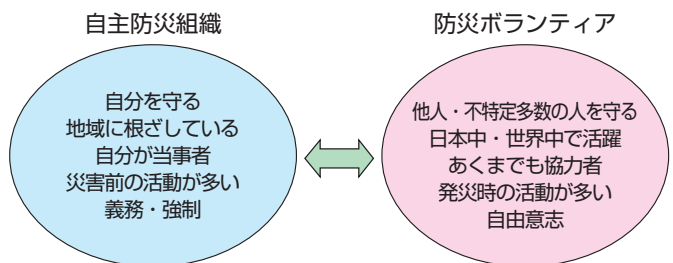 自主防災組織
自分を守る
地域に根ざしている
自分が当事者
災害前の活動が多い
義務・強制
防災ボランティア
他人・不特定多数の人を守る
日本中・世界中で活躍
あくまでも協力者
発災時の活動が多い
自由意志